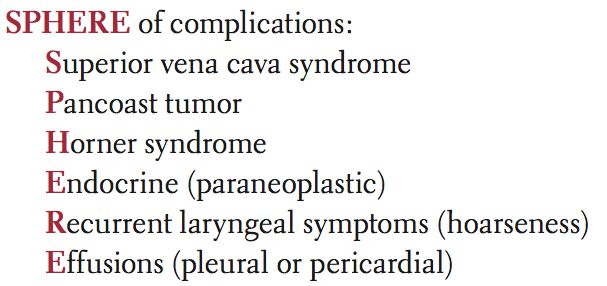 SPHERE of complications:
Superior vena cava syndrome
Pancoast tumor
Horner syndrome
Endocrine (paraneoplastic)
Recurrent laryngeal symptoms (hoarseness)
Effusions (pleural or pericardial)